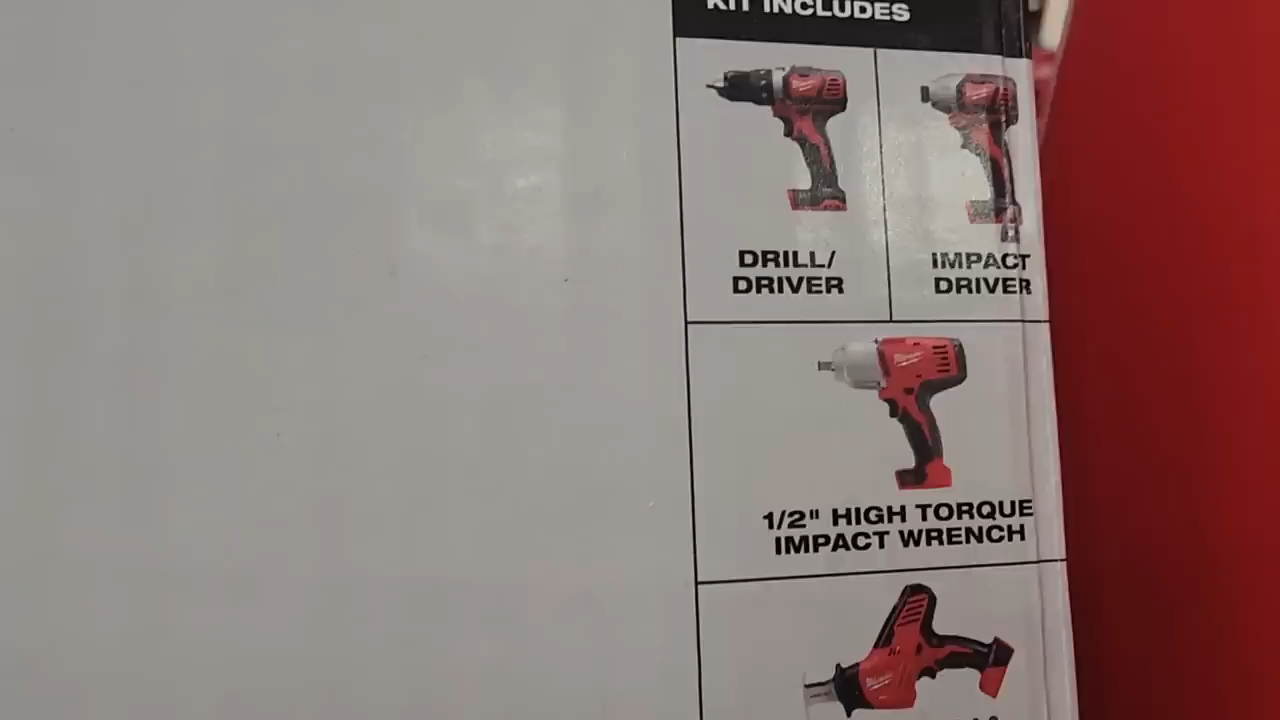 KIT INCLUDES
DRILL/
DRIVER
IMPACT
DRIVER
1/2" HIGH TORQUE
IMPACT WRENCH